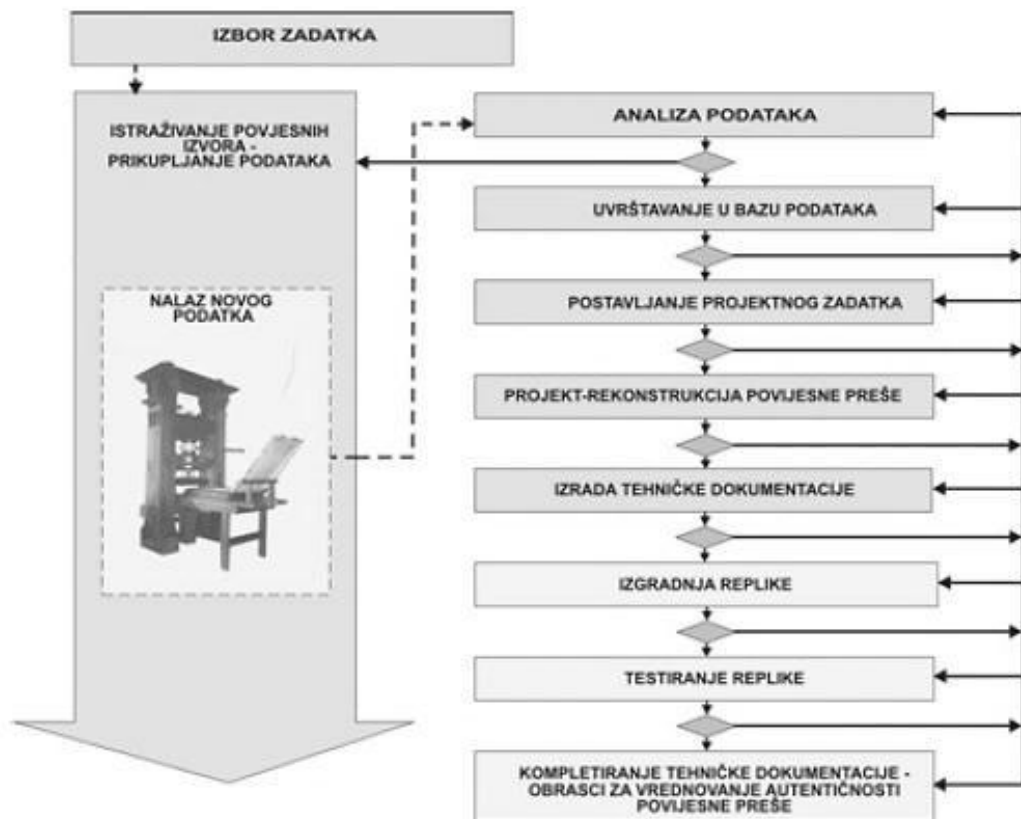 IZBOR ZADATKA
ISTRAŽIVANJE POVJESNIH
IZVORA -
PRIKUPLJANJE PODATAKA
NALAZ NOVOG
PODATKA
ANALIZA PODATAKA
UVRŠTAVANJE U BAZU PODATAKA
POSTAVLJANJE PROJEKTNOG ZADATKA
PROJEKT-REKONSTRUKCIJA POVIJESNE PREŠE
IZRADA TEHNIČKE DOKUMENTACIJE
IZGRADNJA REPLIKE
TESTIRANJE REPLIKE
KOMPLETIRANJE TEHNIČKE DOKUMENTACIJE -
OBRASCI ZA VREDNOVANJE AUTENTIČNOSTI
POVIJESNE PREŠE